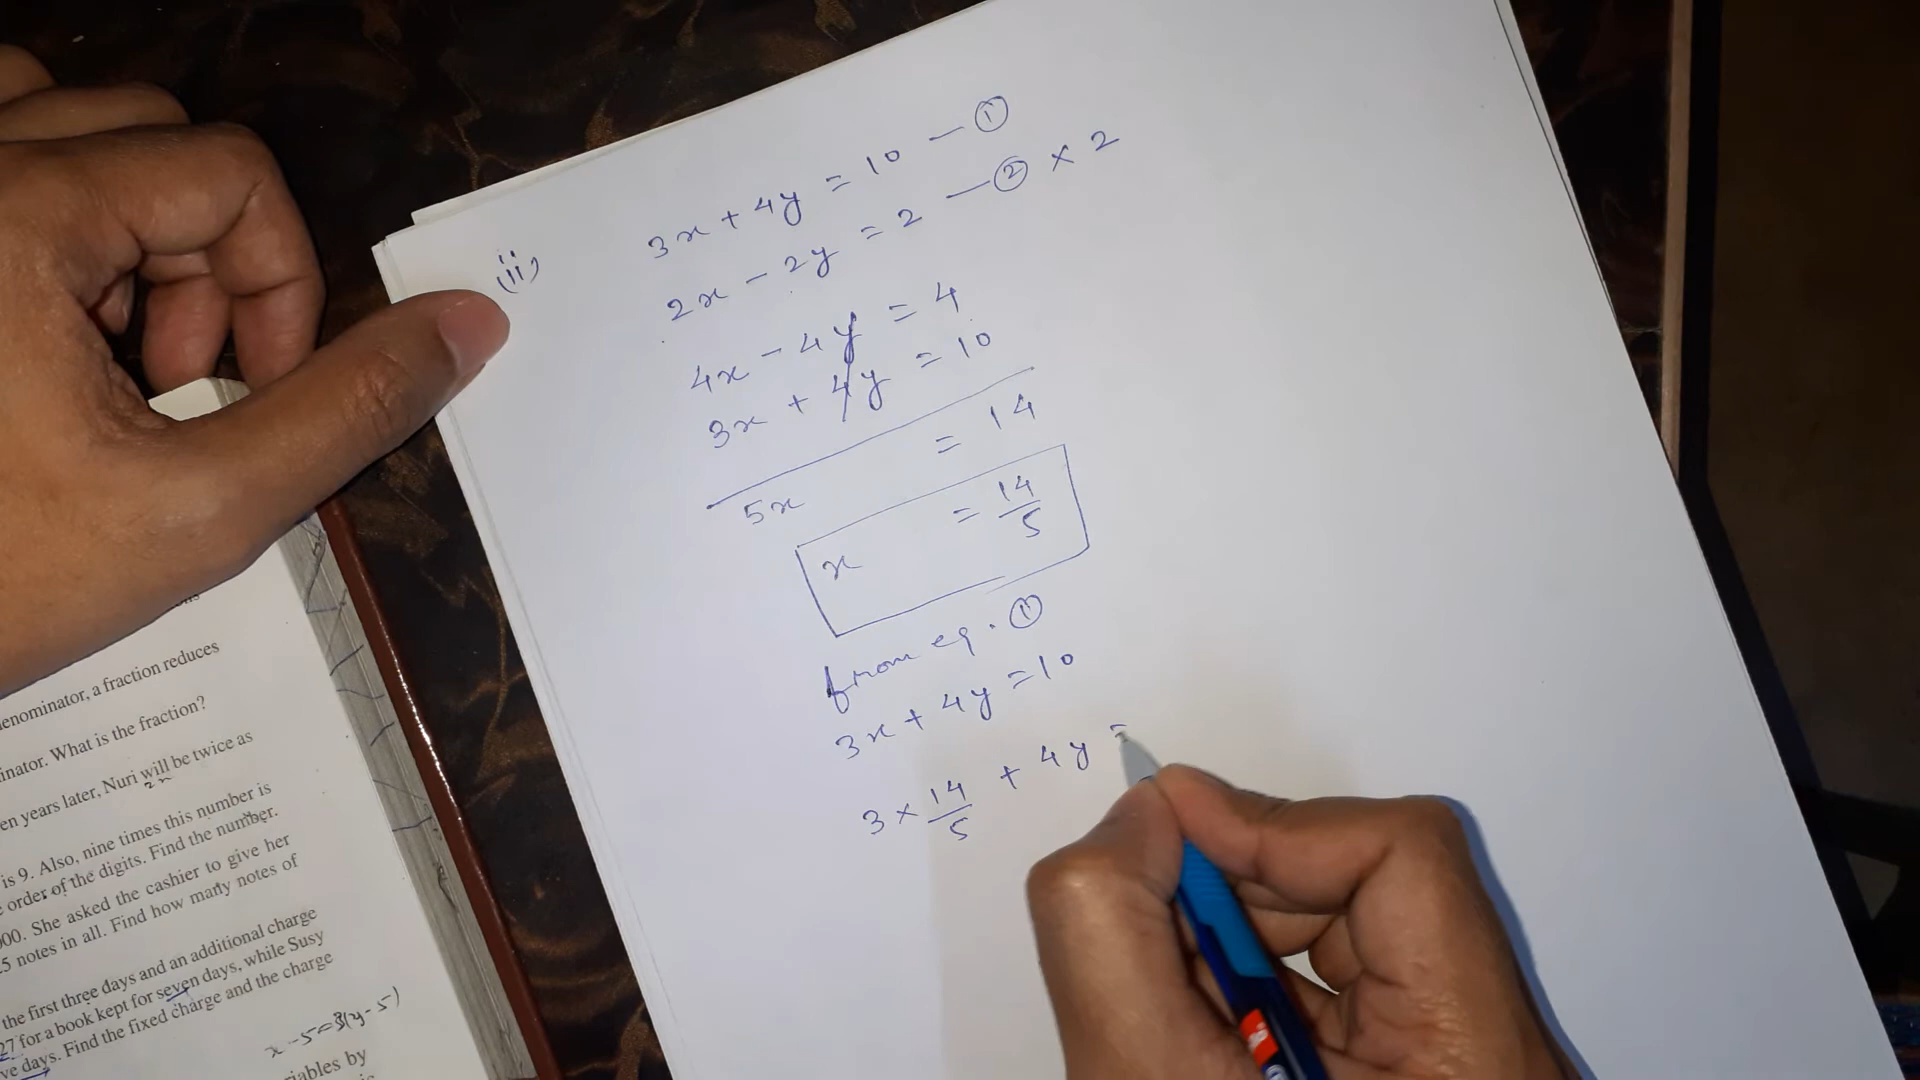 (ii) 3x + 4y = 10 — ①
2x - 2y = 2 — ② × 2
4x - 4y = 4
3x + 4y = 10
5x = 14
x = 14/5
from eq. ①
3x + 4y = 10
3 × 14/5 + 4y =
enominator, a fraction reduces
inator. What is the fraction?
en years later, Nuri will be twice as
is 9. Also, nine times this number is
order of the digits. Find the number.
00. She asked the cashier to give her
5 notes in all. Find how many notes of
the first three days and an additional charge
27 for a book kept for seven days, while Susy
ve days. Find the fixed charge and the charge
x - 5 = 3(y - 5)
riables by